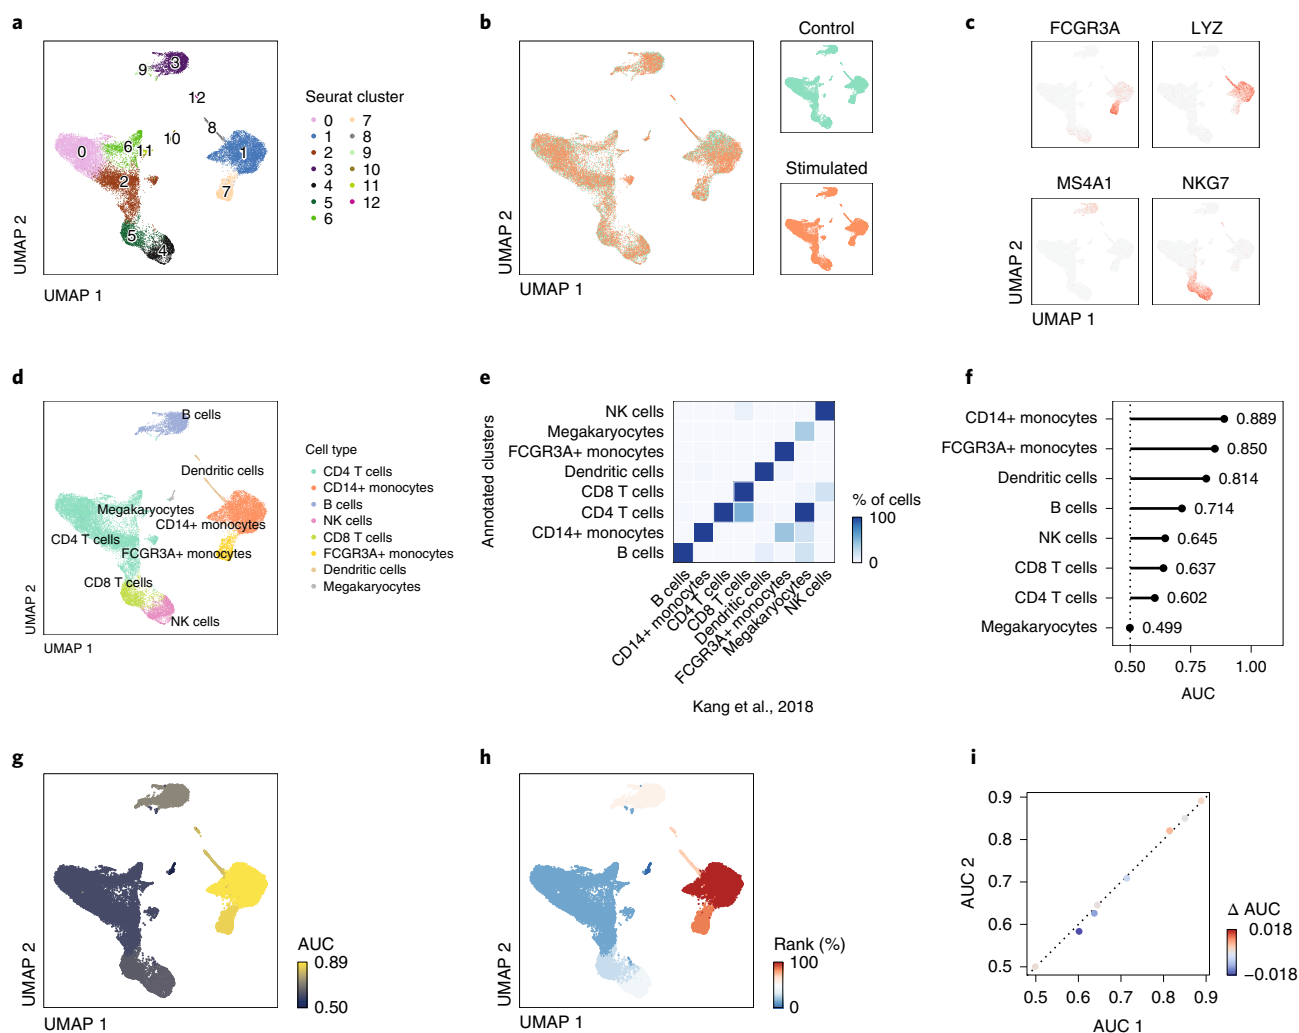 a
9
3
12
8
10
0
6
11
1
2
7
5
4
UMAP 2
UMAP 1
Seurat cluster
0
1
2
3
4
5
6
7
8
9
10
11
12
b
UMAP 2
UMAP 1
Control
Stimulated
c
FCGR3A
LYZ
MS4A1
NKG7
UMAP 2
UMAP 1
d
B cells
Dendritic cells
Megakaryocytes
CD14+ monocytes
CD4 T cells
FCGR3A+ monocytes
CD8 T cells
NK cells
UMAP 2
UMAP 1
Cell type
CD4 T cells
CD14+ monocytes
B cells
NK cells
CD8 T cells
FCGR3A+ monocytes
Dendritic cells
Megakaryocytes
e
Annotated clusters
NK cells
Megakaryocytes
FCGR3A+ monocytes
Dendritic cells
CD8 T cells
CD4 T cells
CD14+ monocytes
B cells
B cells
CD14+ monocytes
CD4 T cells
CD8 T cells
Dendritic cells
FCGR3A+ monocytes
Megakaryocytes
NK cells
Kang et al., 2018
% of cells
100
0
f
CD14+ monocytes 0.889
FCGR3A+ monocytes 0.850
Dendritic cells 0.814
B cells 0.714
NK cells 0.645
CD8 T cells 0.637
CD4 T cells 0.602
Megakaryocytes 0.499
0.50 0.75 1.00
AUC
g
UMAP 2
UMAP 1
AUC
0.89
0.50
h
UMAP 2
UMAP 1
Rank (%)
100
0
i
AUC 2
0.9
0.8
0.7
0.6
0.5
0.5 0.6 0.7 0.8 0.9
AUC 1
Δ AUC
0.018
−0.018